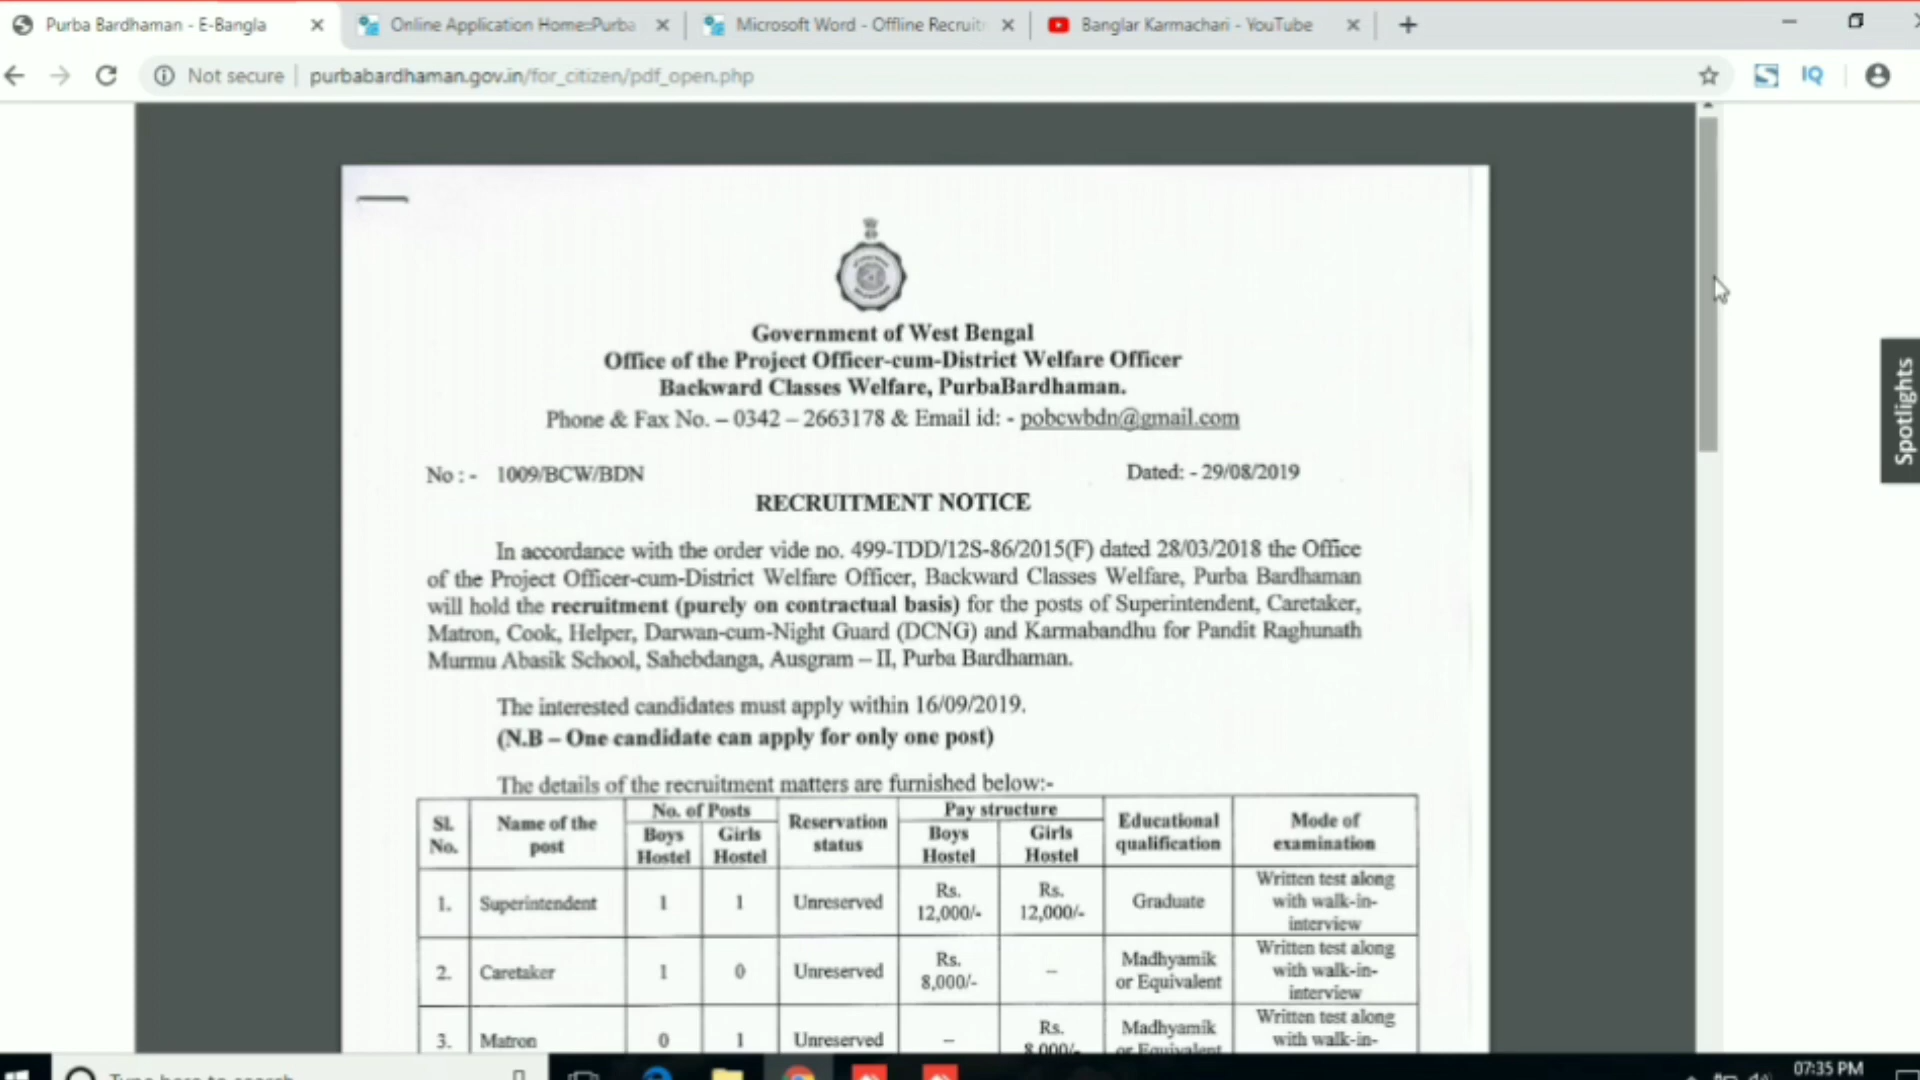 Purba Bardhaman - E-Bangla
Online Application Home::Purba
Microsoft Word - Offline Recruit
Banglar Karmachari - YouTube
Not secure | purbabardhaman.gov.in/for_citizen/pdf_open.php
IQ
Spotlights
Government of West Bengal
Office of the Project Officer-cum-District Welfare Officer
Backward Classes Welfare, PurbaBardhaman.
Phone & Fax No. – 0342 – 2663178 & Email id: - pobcwbdn@gmail.com
No : - 1009/BCW/BDN Dated: - 29/08/2019
RECRUITMENT NOTICE
In accordance with the order vide no. 499-TDD/12S-86/2015(F) dated 28/03/2018 the Office
of the Project Officer-cum-District Welfare Officer, Backward Classes Welfare, Purba Bardhaman
will hold the recruitment (purely on contractual basis) for the posts of Superintendent, Caretaker,
Matron, Cook, Helper, Darwan-cum-Night Guard (DCNG) and Karmabandhu for Pandit Raghunath
Murmu Abasik School, Sahebdanga, Ausgram – II, Purba Bardhaman.
The interested candidates must apply within 16/09/2019.
(N.B – One candidate can apply for only one post)
The details of the recruitment matters are furnished below:-
Sl. No. Name of the post No. of Posts Boys Hostel Girls Hostel Reservation status Pay structure Boys Hostel Girls Hostel Educational qualification Mode of examination
1. Superintendent 1 1 Unreserved Rs. 12,000/- Rs. 12,000/- Graduate Written test along with walk-in-interview
2. Caretaker 1 0 Unreserved Rs. 8,000/- – Madhyamik or Equivalent Written test along with walk-in-interview
3. Matron 0 1 Unreserved – Rs. 8,000/- Madhyamik or Equivalent Written test along with walk-in-
Type here to search
07:35 PM